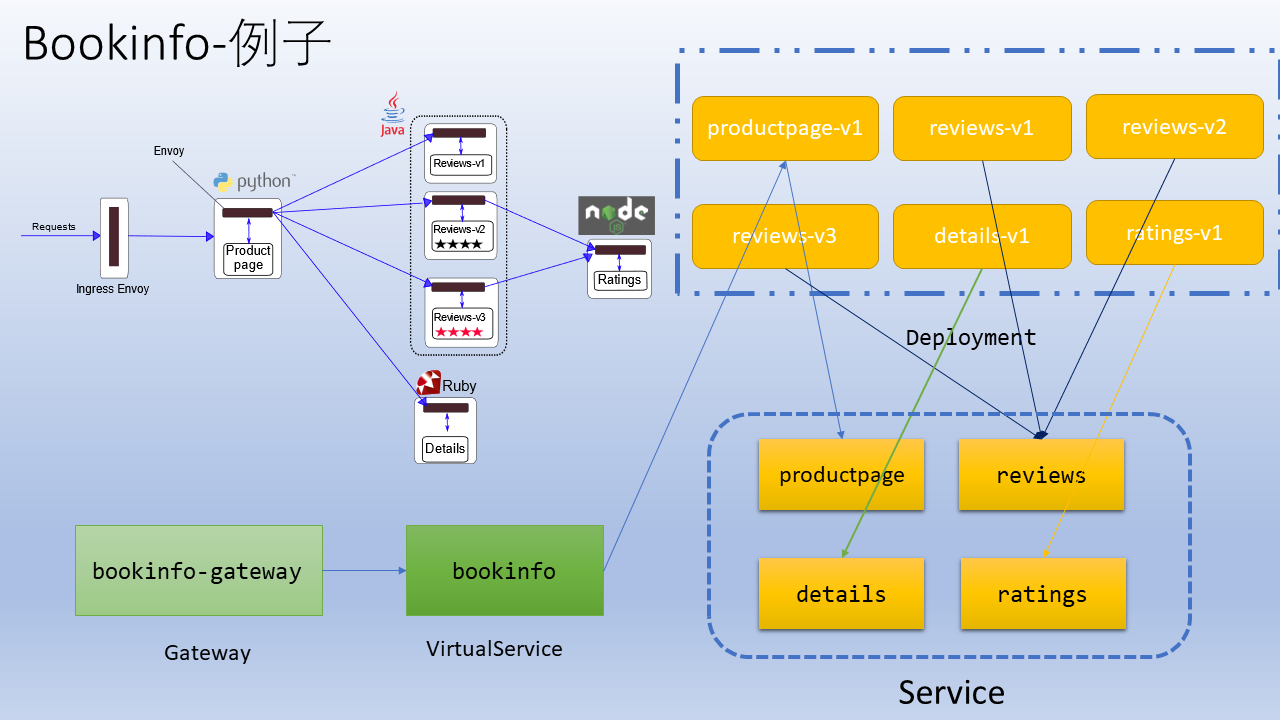 Bookinfo-例子
Java
Envoy
python™
Requests
Ingress Envoy
Product
page
Reviews-v1
Reviews-v2
Reviews-v3
node
JS
Ratings
Ruby
Details
productpage-v1
reviews-v1
reviews-v2
reviews-v3
details-v1
ratings-v1
Deployment
productpage
reviews
details
ratings
Service
bookinfo-gateway
Gateway
bookinfo
VirtualService